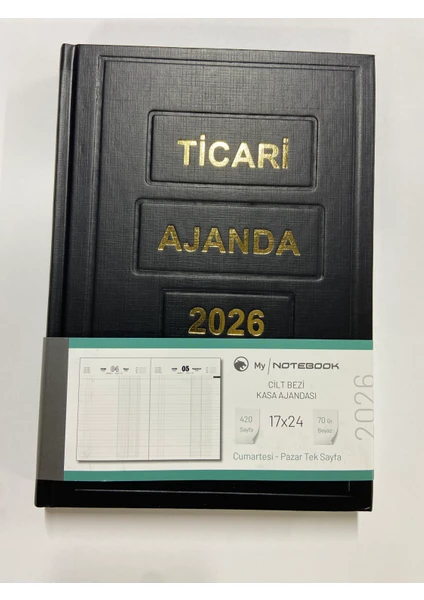 TİCARİ
AJANDA
2026
My NOTEBOOK
CİLT BEZİ
KASA AJANDASI
420
Sayfa
17x24
70 Gr
Beyaz
Cumartesi - Pazar Tek Sayfa
2026
04
05